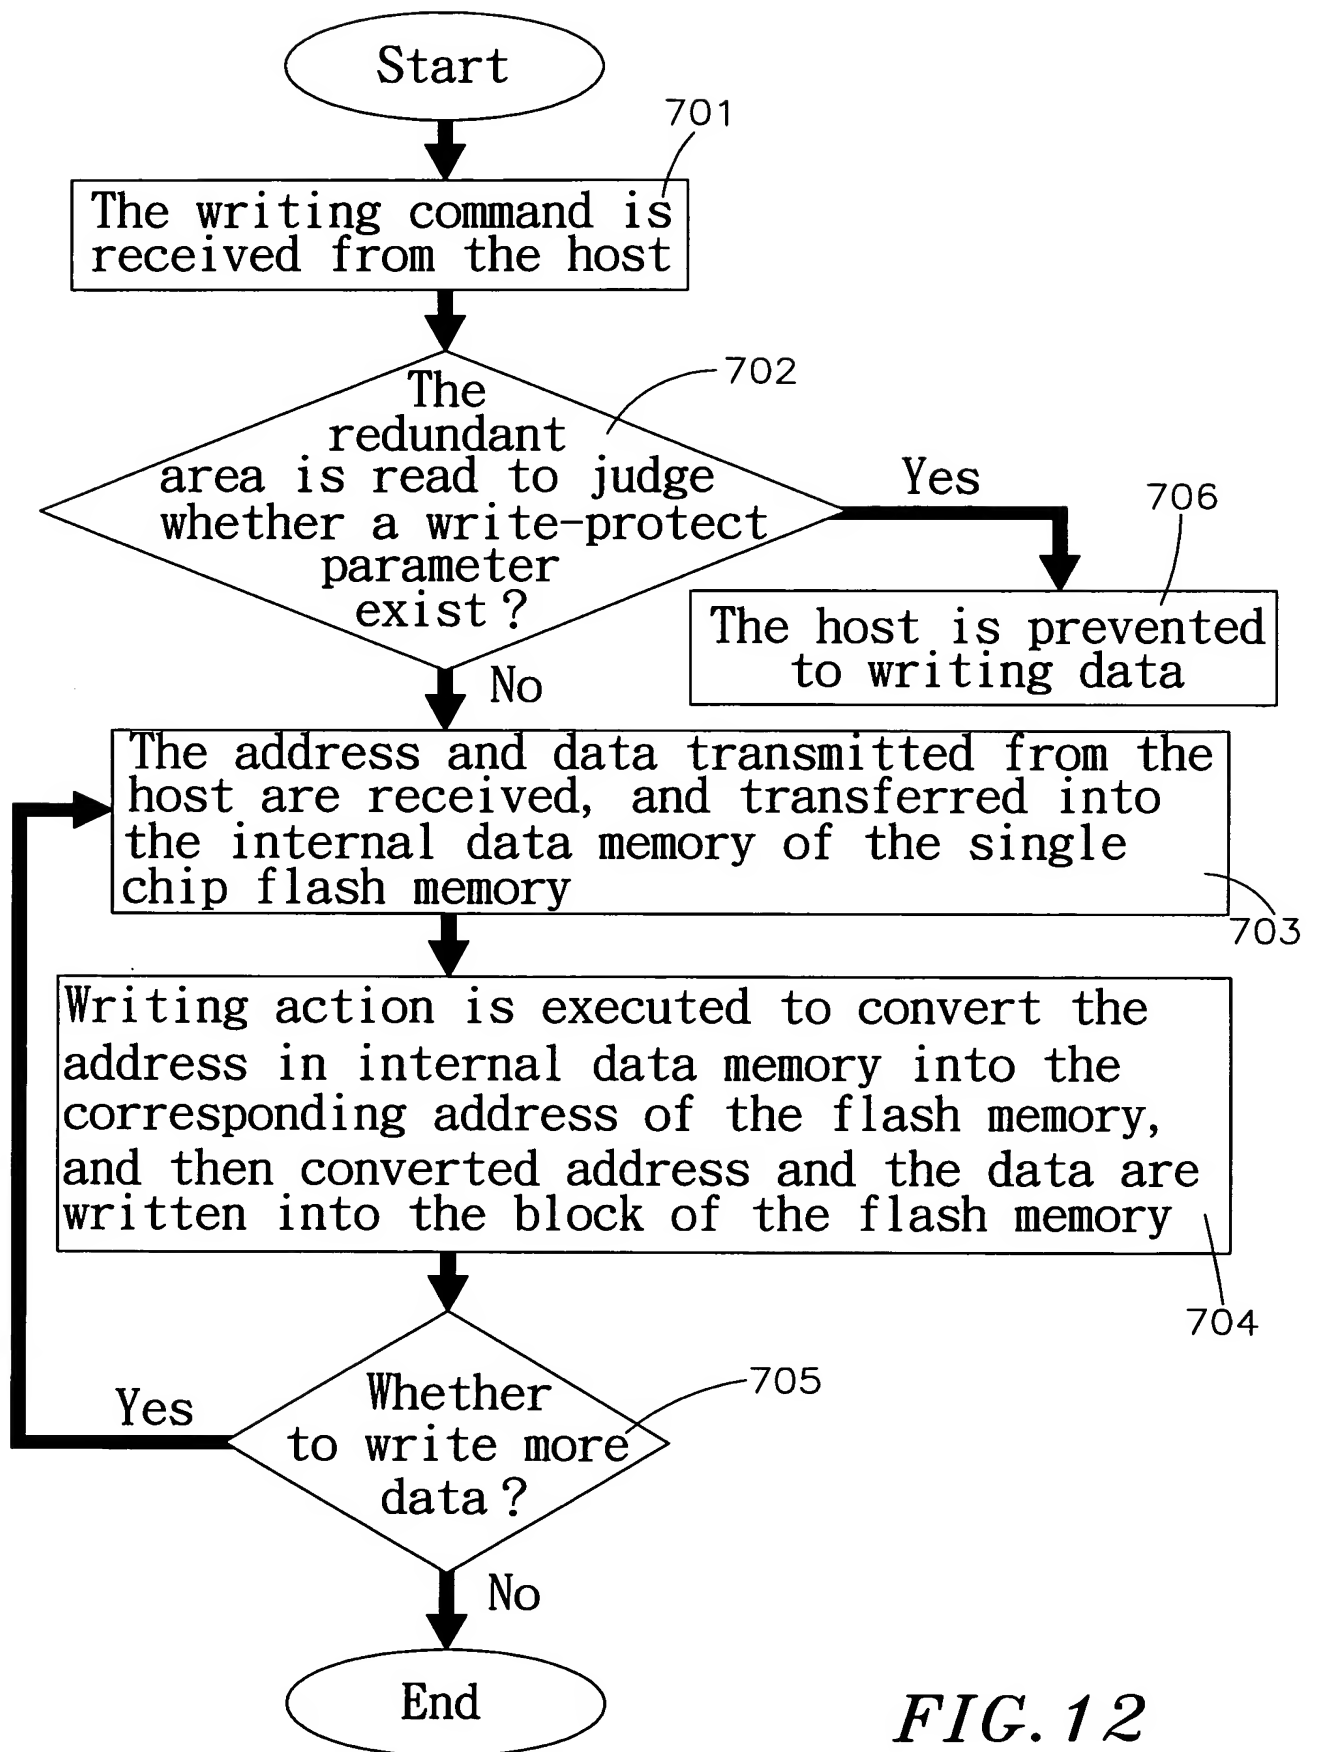 Start
701
The writing command is
received from the host
702
The
redundant
area is read to judge
whether a write-protect
parameter
exist?
Yes
706
The host is prevented
to writing data
No
The address and data transmitted from the
host are received, and transferred into
the internal data memory of the single
chip flash memory
703
Writing action is executed to convert the
address in internal data memory into the
corresponding address of the flash memory,
and then converted address and the data are
written into the block of the flash memory
704
Whether
to write more
data?
705
Yes
No
End
FIG.12